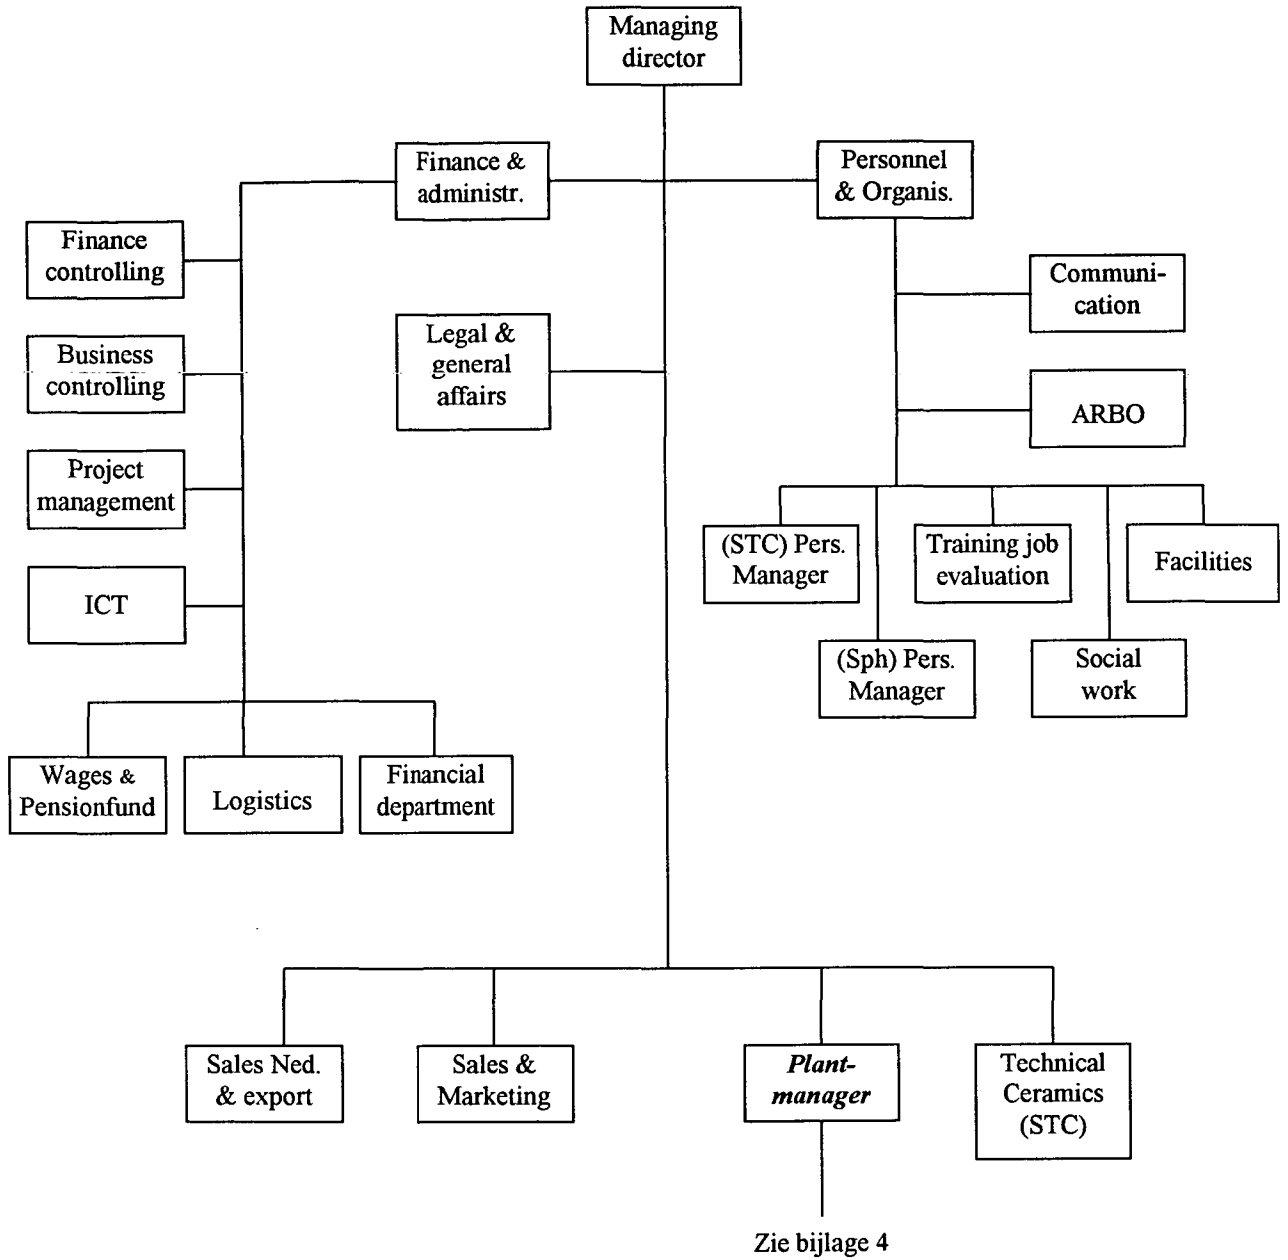 Managing
director
Finance &
administr.
Personnel
& Organis.
Finance
controlling
Communi-
cation
Legal &
general
affairs
Business
controlling
ARBO
Project
management
(STC) Pers.
Manager
Training job
evaluation
Facilities
ICT
(Sph) Pers.
Manager
Social
work
Wages &
Pensionfund
Logistics
Financial
department
Sales Ned.
& export
Sales &
Marketing
Plant-
manager
Technical
Ceramics
(STC)
Zie bijlage 4